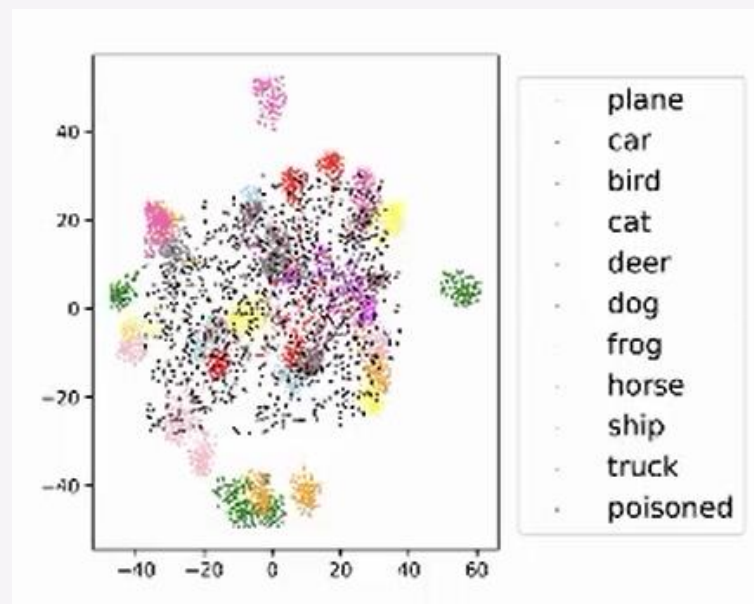 40
20
0
−20
−40
−40 −20 0 20 40 60
plane
car
bird
cat
deer
dog
frog
horse
ship
truck
poisoned